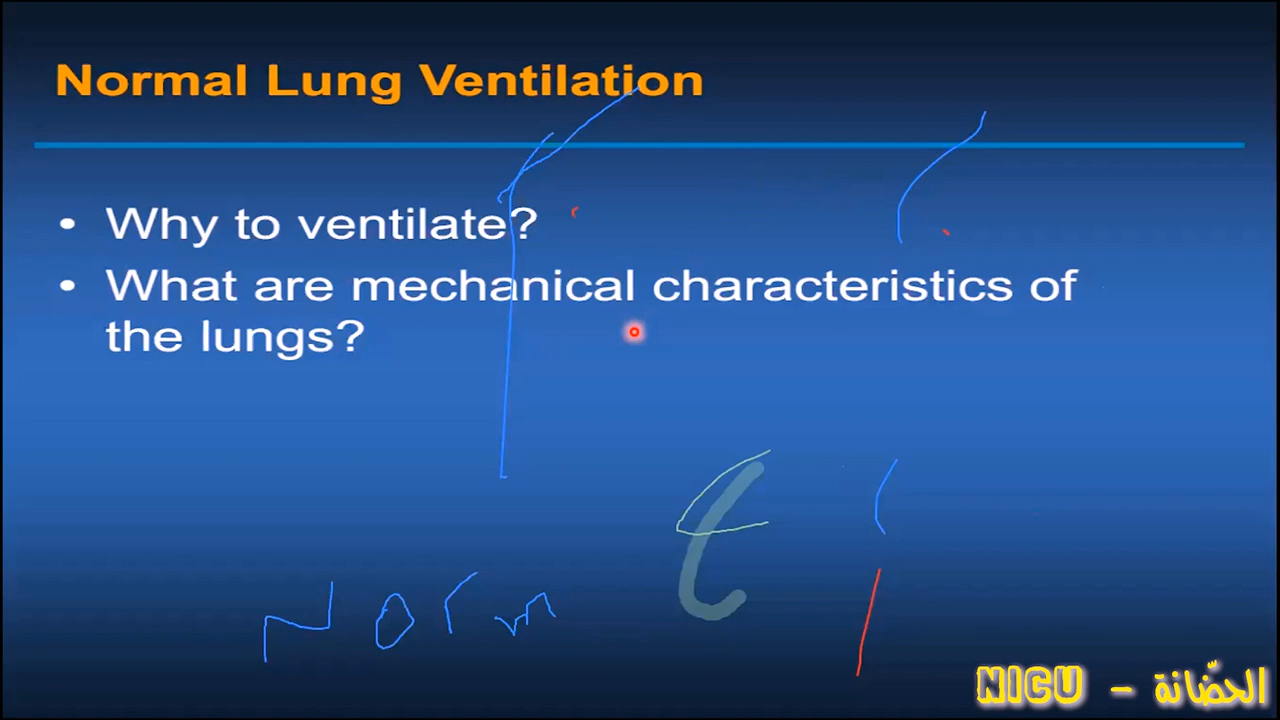 Normal Lung Ventilation
• Why to ventilate?
• What are mechanical characteristics of
the lungs?
Norm
NICU - الحضّانة